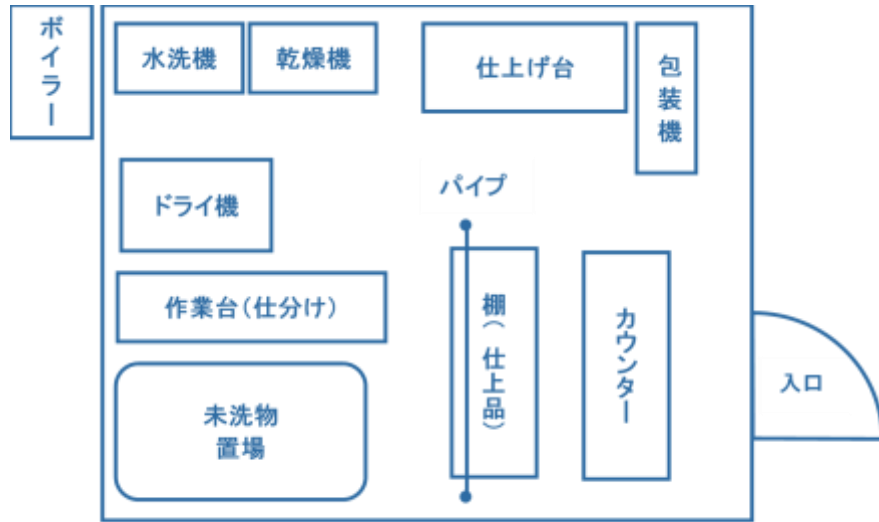 ボイラー
水洗機
乾燥機
仕上げ台
包装機
ドライ機
パイプ
作業台(仕分け)
棚(仕上品)
カウンター
入口
未洗物
置場